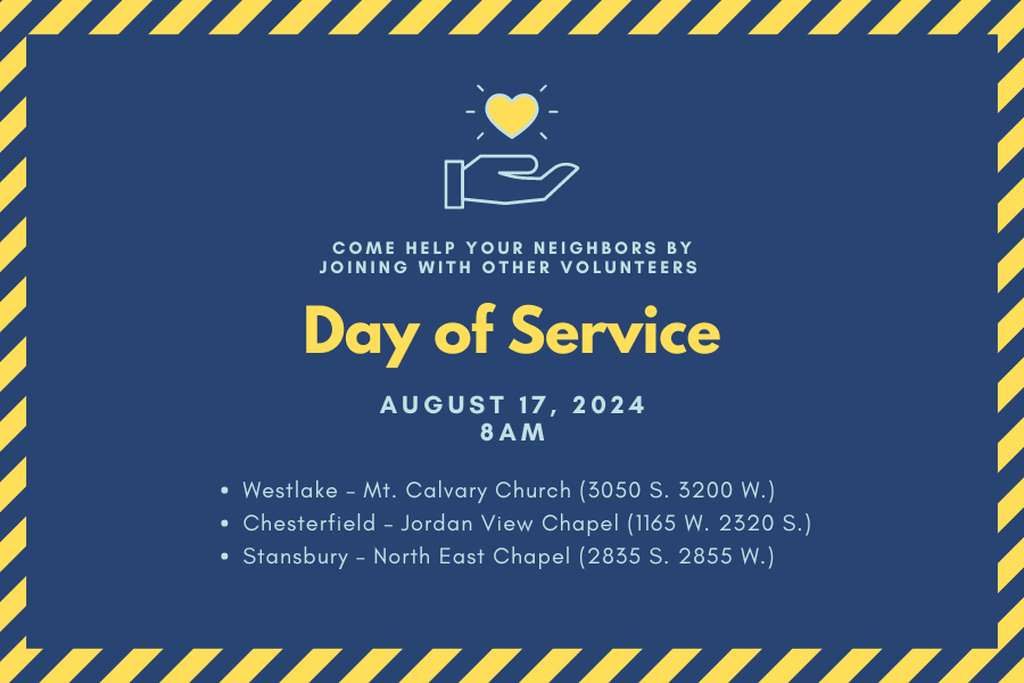 COME HELP YOUR NEIGHBORS BY
JOINING WITH OTHER VOLUNTEERS
Day of Service
AUGUST 17, 2024
8AM
• Westlake - Mt. Calvary Church (3050 S. 3200 W.)
• Chesterfield - Jordan View Chapel (1165 W. 2320 S.)
• Stansbury - North East Chapel (2835 S. 2855 W.)